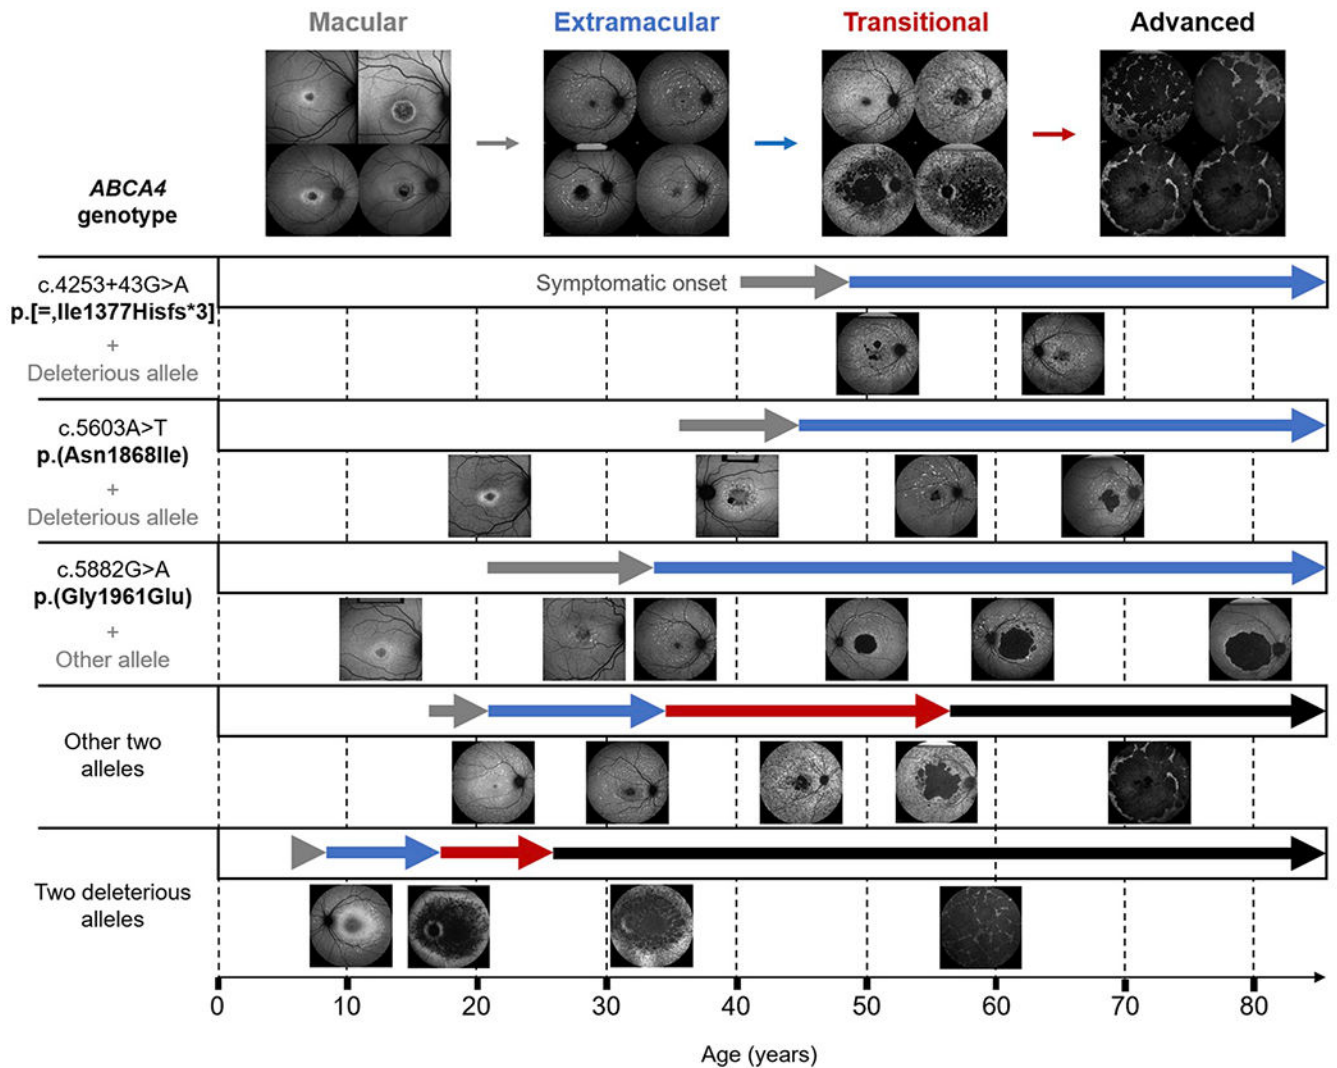 Macular
Extramacular
Transitional
Advanced
ABCA4
genotype
c.4253+43G>A
p.[=,Ile1377Hisfs*3]
+
Deleterious allele
Symptomatic onset
c.5603A>T
p.(Asn1868Ile)
+
Deleterious allele
c.5882G>A
p.(Gly1961Glu)
+
Other allele
Other two
alleles
Two deleterious
alleles
0 10 20 30 40 50 60 70 80
Age (years)